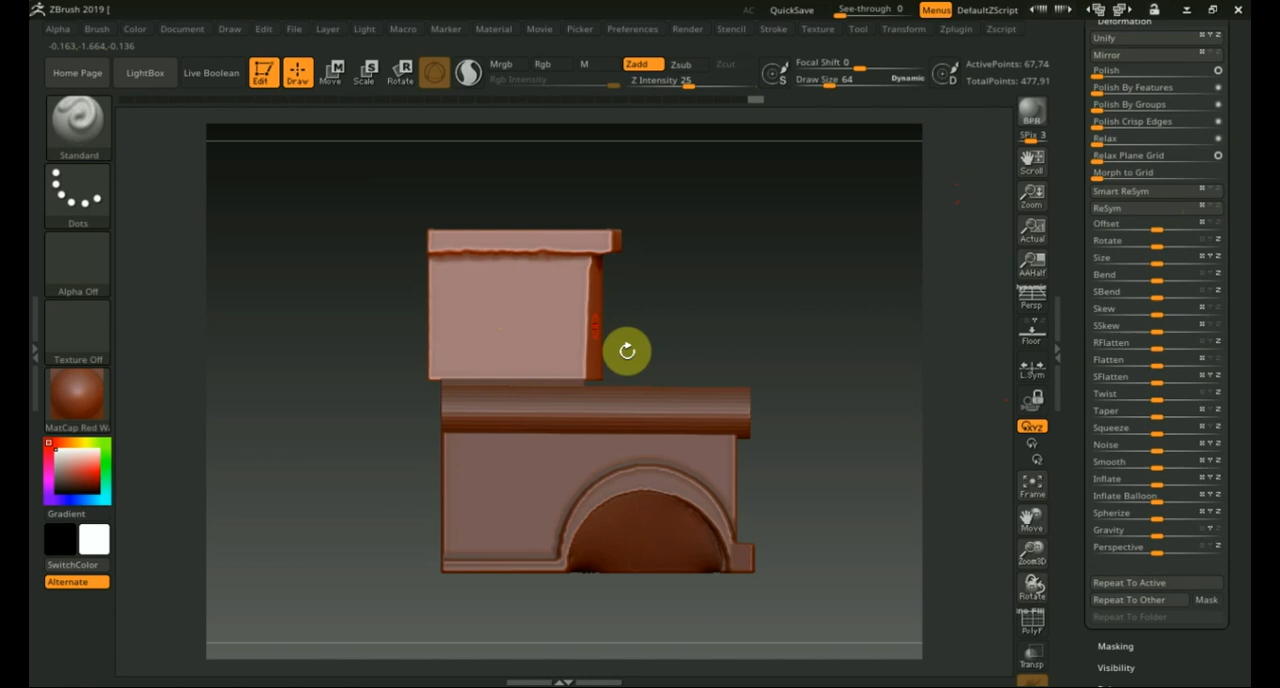 ZBrush 2019 [
AC QuickSave See-through 0 Menus DefaultZScript
Alpha Brush Color Document Draw Edit File Layer Light Macro Marker Material Movie Picker Preferences Render Stencil Stroke Texture Tool Transform Zplugin Zscript
-0.163,-1.664,-0.136
Home Page LightBox Live Boolean Edit Draw Move Scale Rotate
Mrgb Rgb M Zadd Zsub Zcut
Rgb Intensity Z Intensity 25
Focal Shift 0
Draw Size 64 Dynamic
S
D
ActivePoints: 67,74
TotalPoints: 477,91
Standard
Dots
Alpha Off
Texture Off
MatCap Red Wa
Gradient
SwitchColor
Alternate
BPR
SPix 3
Scroll
Zoom
Actual
AAHalf
Dynamic
Persp
Floor
L.Sym
XYZ
Frame
Move
Zoom3D
Rotate
PolyF
Transp
Deformation
Unify
Mirror
Polish
Polish By Features
Polish By Groups
Polish Crisp Edges
Relax
Relax Plane Grid
Morph to Grid
Smart ReSym
ReSym
Offset
Rotate
Size
Bend
SBend
Skew
SSkew
RFlatten
Flatten
SFlatten
Twist
Taper
Squeeze
Noise
Smooth
Inflate
Inflate Balloon
Spherize
Gravity
Perspective
Repeat To Active
Repeat To Other Mask
Repeat To Folder
Masking
Visibility